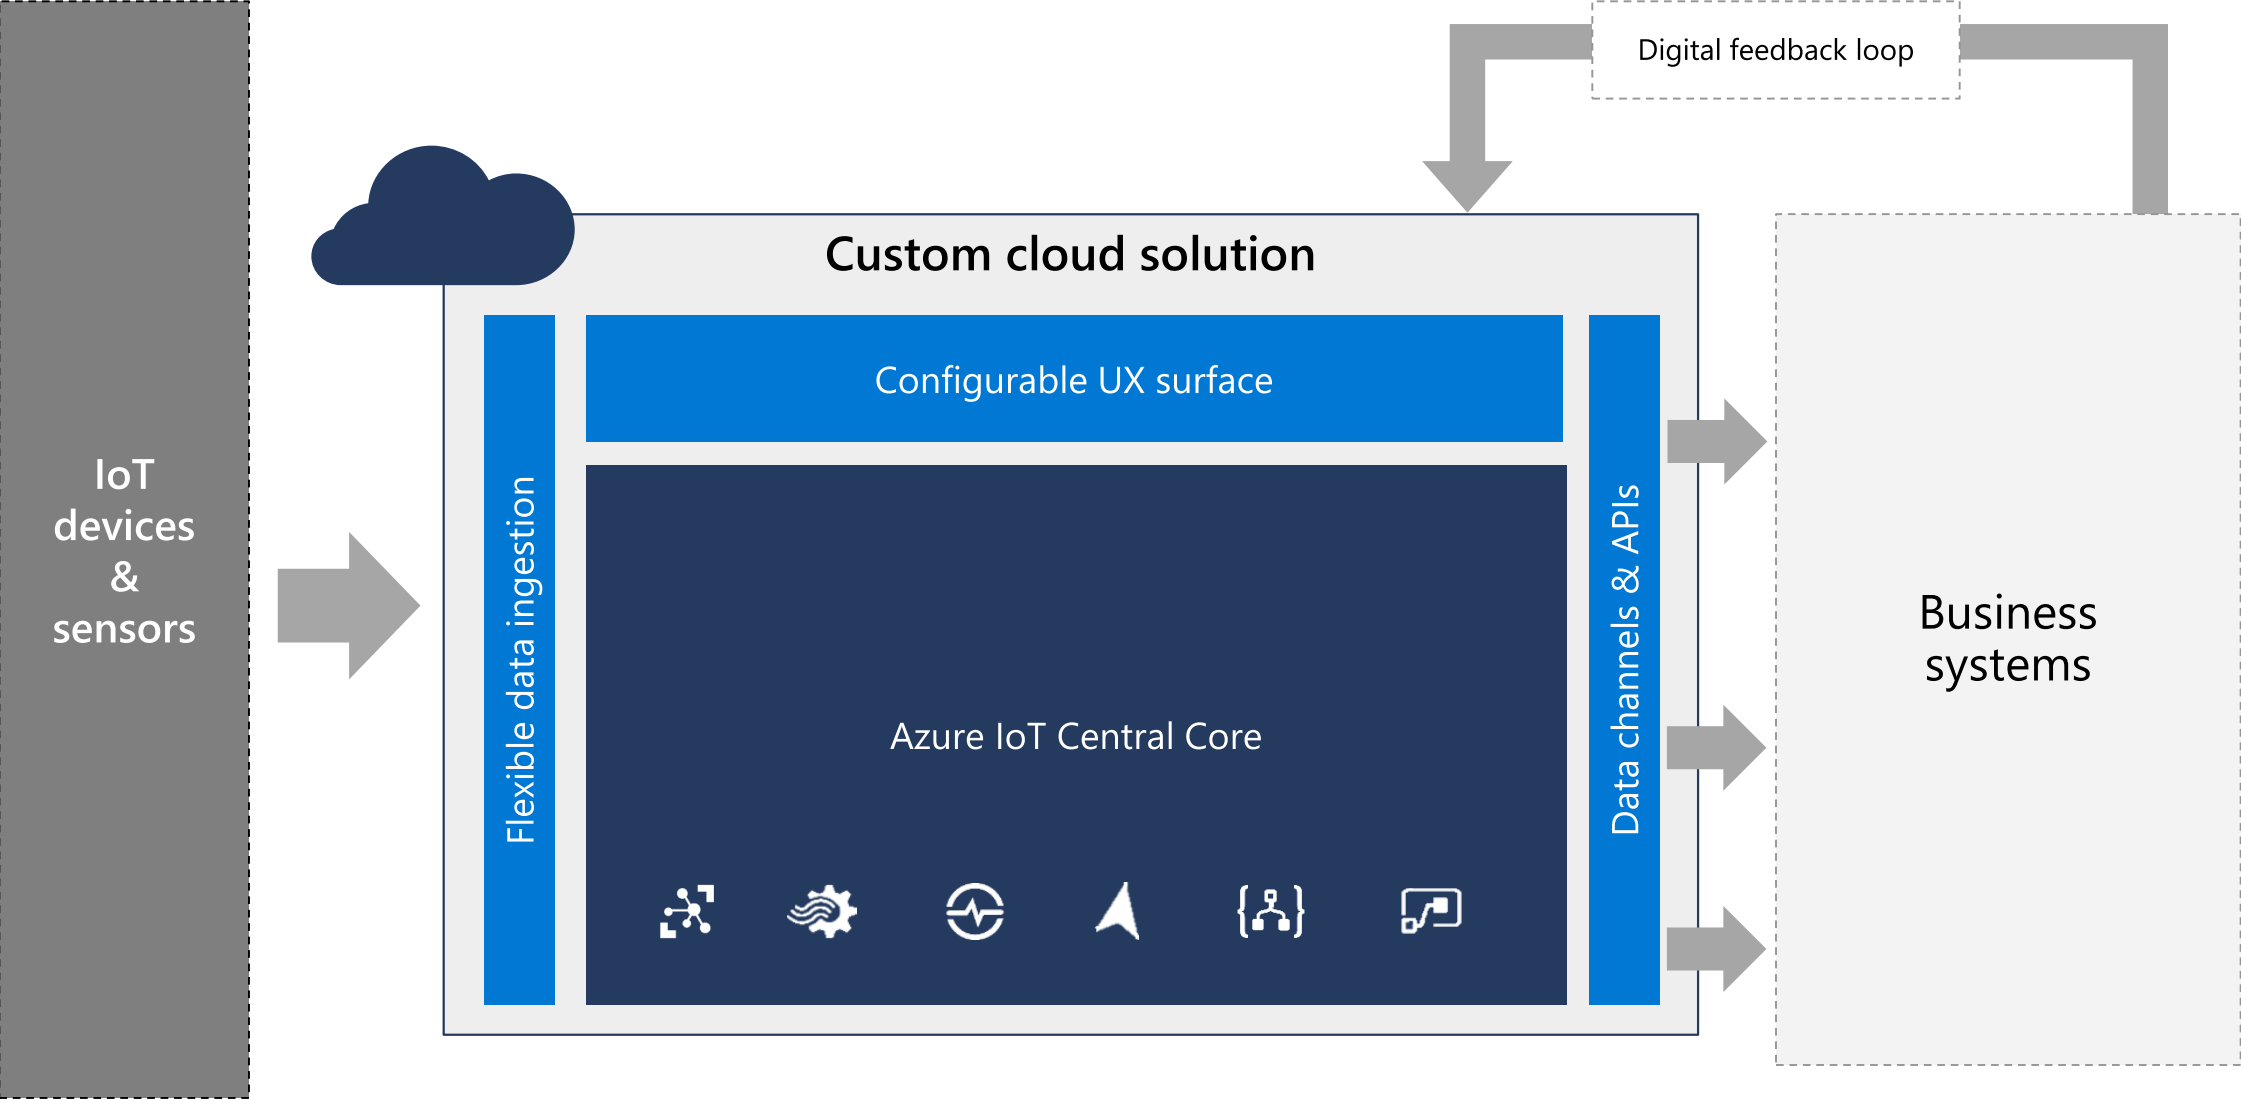 Digital feedback loop
Custom cloud solution
IoT
devices
&
sensors
Flexible data ingestion
Configurable UX surface
Azure IoT Central Core
Data channels & APIs
Business
systems